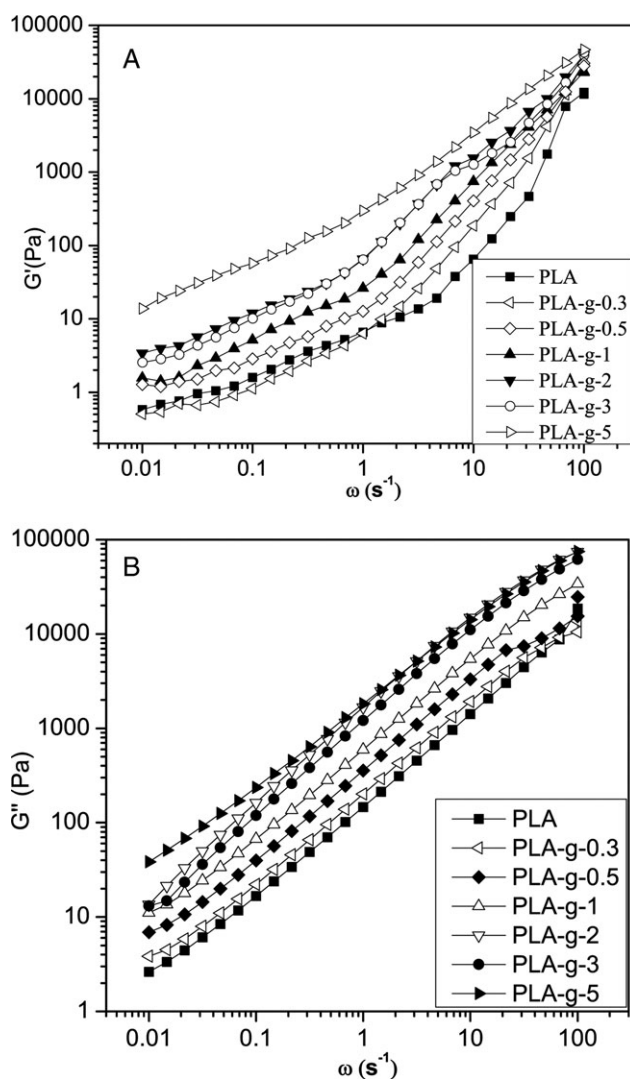 A
100000
10000
1000
100
10
1
G'(Pa)
PLA
PLA-g-0.3
PLA-g-0.5
PLA-g-1
PLA-g-2
PLA-g-3
PLA-g-5
0.01 0.1 1 10 100
ω (s⁻¹)
B
100000
10000
1000
100
10
1
G" (Pa)
PLA
PLA-g-0.3
PLA-g-0.5
PLA-g-1
PLA-g-2
PLA-g-3
PLA-g-5
0.01 0.1 1 10 100
ω (s⁻¹)